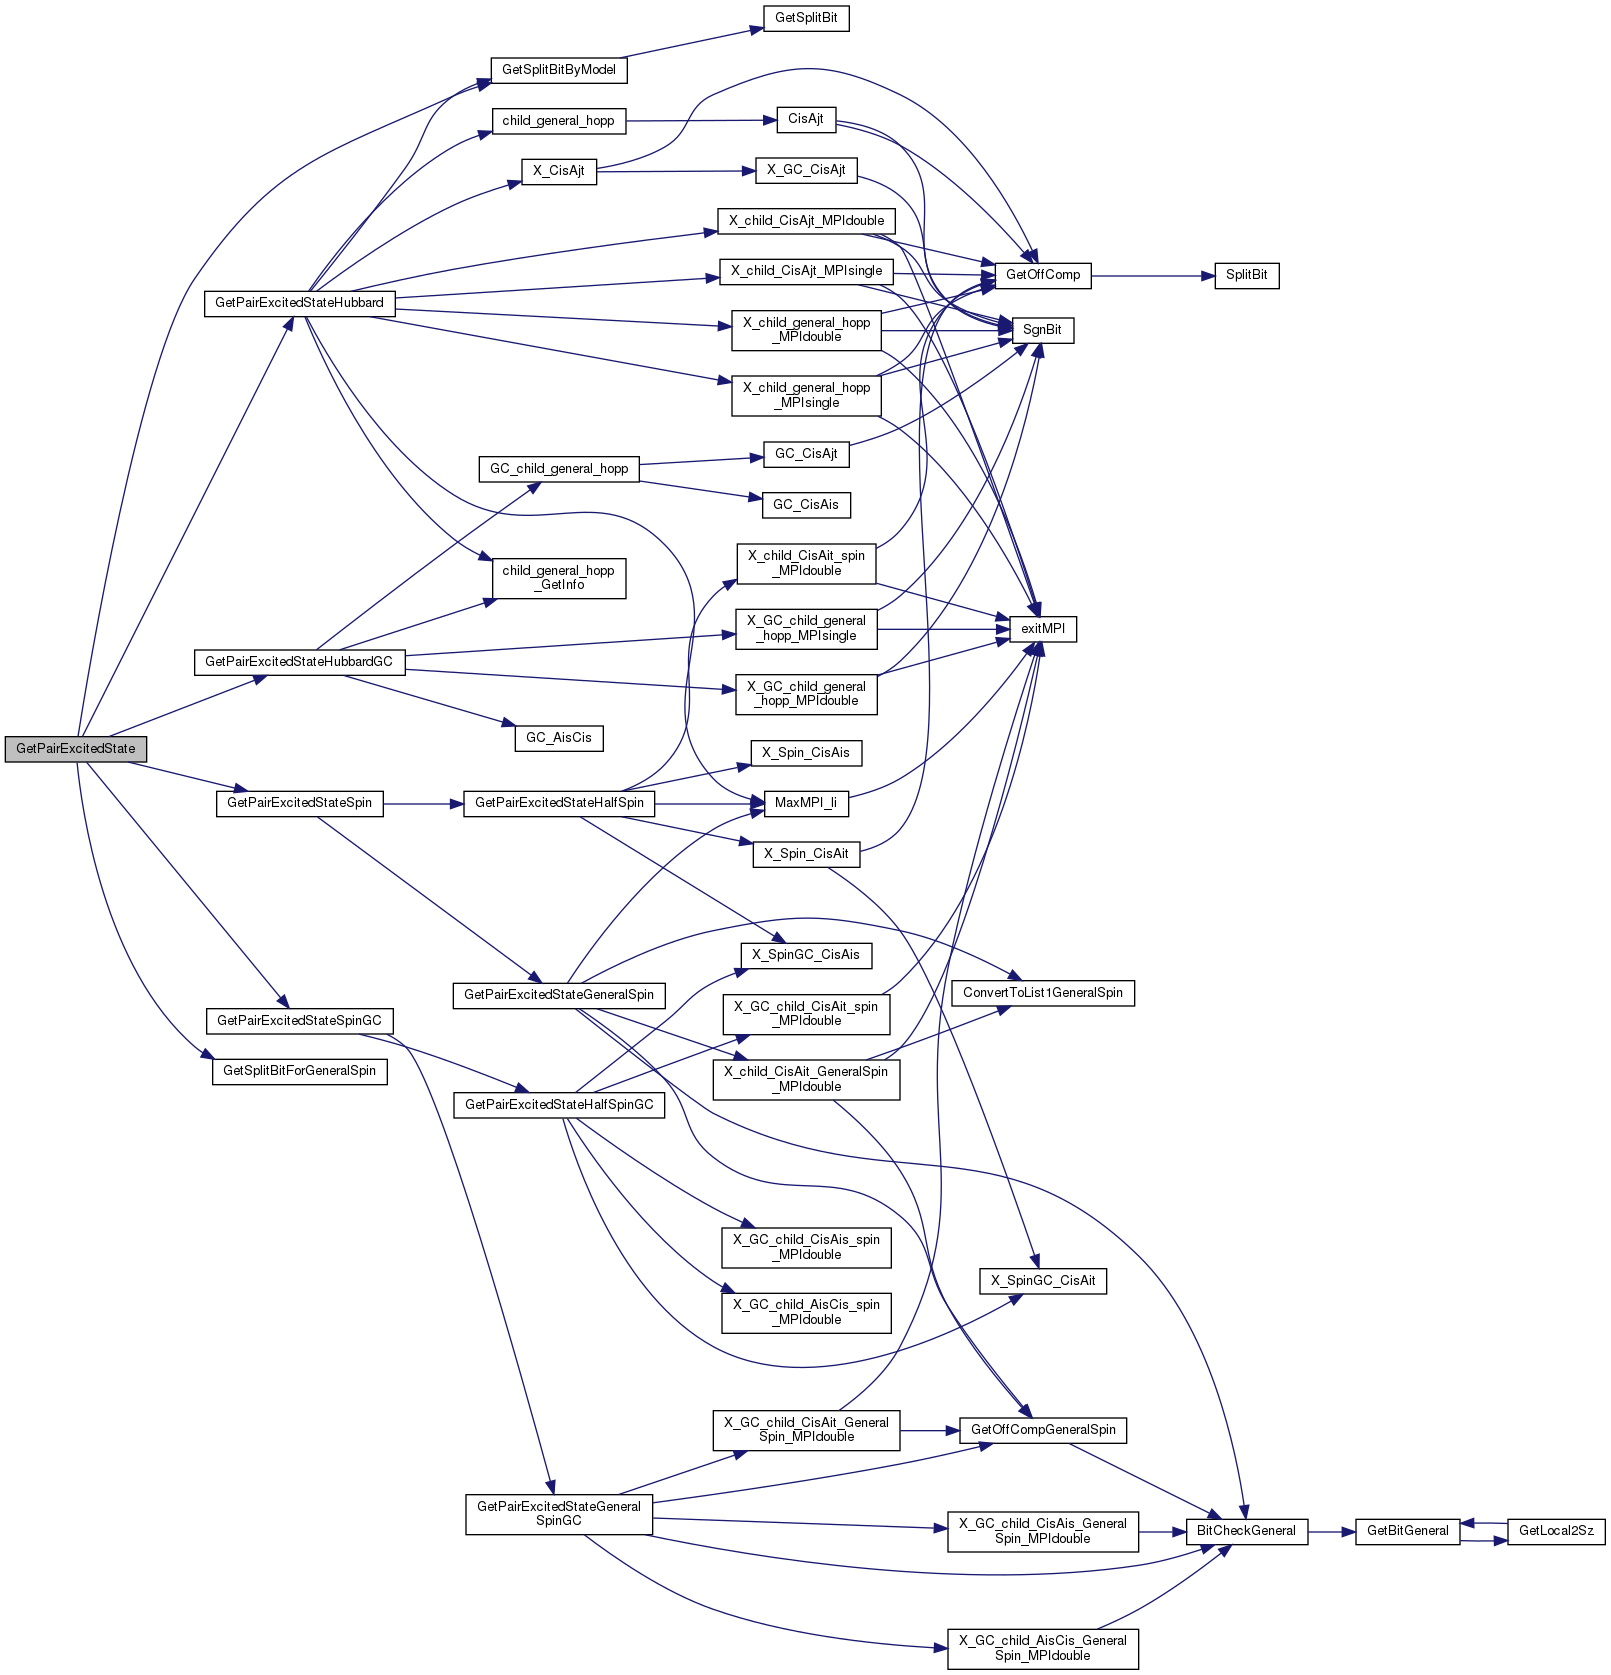 GetSplitBit
GetSplitBitByModel
child_general_hopp
CisAjt
X_CisAjt
X_GC_CisAjt
X_child_CisAjt_MPIdouble
X_child_CisAjt_MPIsingle
GetOffComp
SplitBit
GetPairExcitedStateHubbard
X_child_general_hopp
_MPIdouble
SgnBit
X_child_general_hopp
_MPIsingle
GC_child_general_hopp
GC_CisAjt
GC_CisAis
child_general_hopp
_GetInfo
X_child_CisAit_spin
_MPIdouble
X_GC_child_general
_hopp_MPIsingle
exitMPI
GetPairExcitedStateHubbardGC
X_GC_child_general
_hopp_MPIdouble
GC_AisCis
GetPairExcitedState
X_Spin_CisAis
GetPairExcitedStateSpin
GetPairExcitedStateHalfSpin
MaxMPI_li
X_Spin_CisAit
X_SpinGC_CisAis
GetPairExcitedStateGeneralSpin
ConvertToList1GeneralSpin
GetPairExcitedStateSpinGC
X_GC_child_CisAit_spin
_MPIdouble
GetSplitBitForGeneralSpin
X_child_CisAit_GeneralSpin
_MPIdouble
GetPairExcitedStateHalfSpinGC
X_GC_child_CisAis_spin
_MPIdouble
X_SpinGC_CisAit
X_GC_child_AisCis_spin
_MPIdouble
X_GC_child_CisAit_General
Spin_MPIdouble
GetOffCompGeneralSpin
GetPairExcitedStateGeneral
SpinGC
X_GC_child_CisAis_General
Spin_MPIdouble
BitCheckGeneral
GetBitGeneral
GetLocal2Sz
X_GC_child_AisCis_General
Spin_MPIdouble